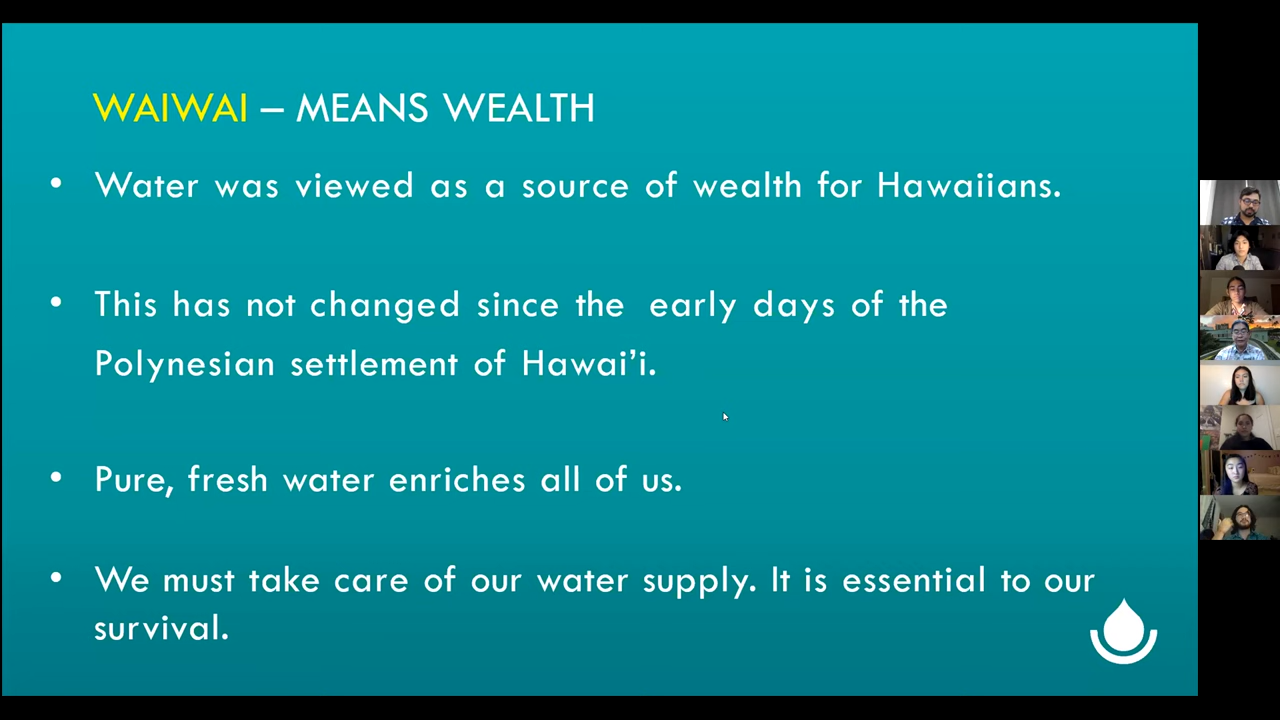 WAIWAI – MEANS WEALTH
• Water was viewed as a source of wealth for Hawaiians.
• This has not changed since the early days of the
Polynesian settlement of Hawai’i.
• Pure, fresh water enriches all of us.
• We must take care of our water supply. It is essential to our
survival.